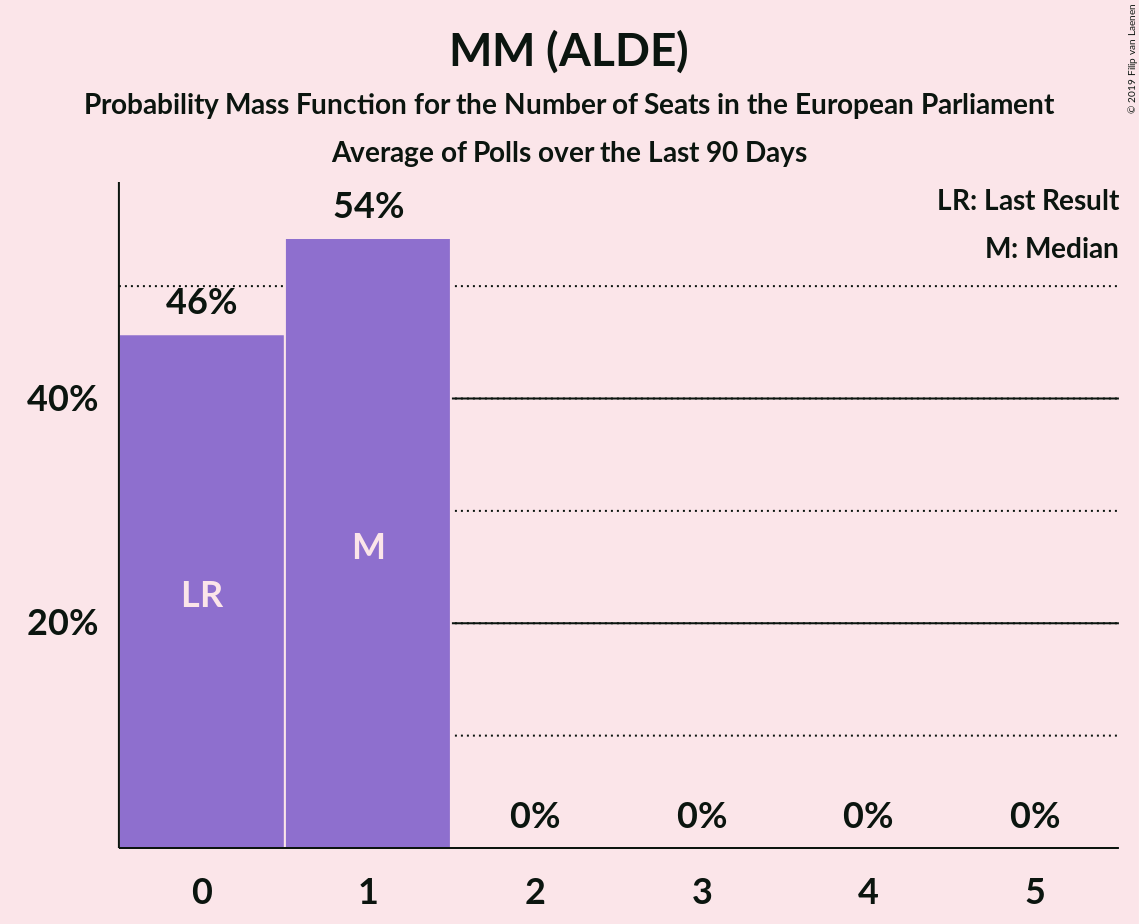 MM (ALDE)
Probability Mass Function for the Number of Seats in the European Parliament
Average of Polls over the Last 90 Days
© 2019 Filip van Laenen
LR: Last Result
M: Median
54%
46%
40%
20%
M
LR
0%
0%
0%
0%
0
1
2
3
4
5